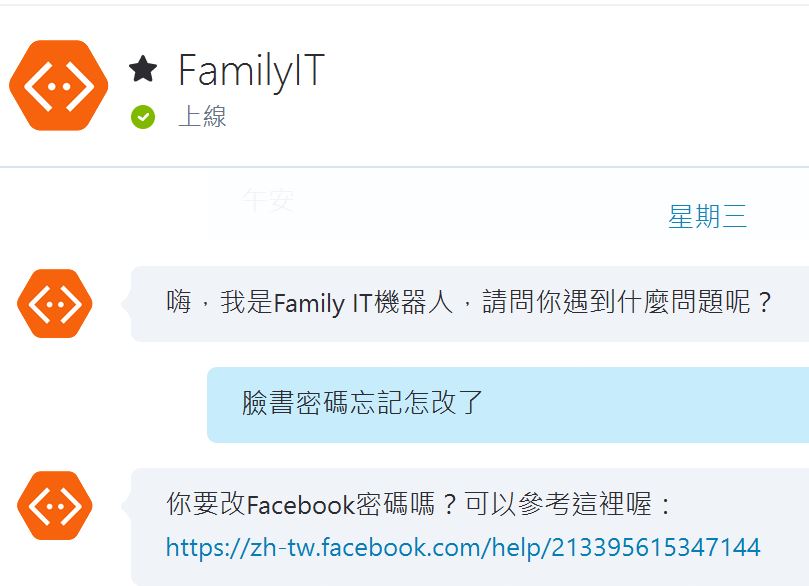 FamilyIT
上線
午安
星期三
嗨，我是Family IT機器人，請問你遇到什麼問題呢？
臉書密碼忘記怎改了
你要改Facebook密碼嗎？可以參考這裡喔：
https://zh-tw.facebook.com/help/213395615347144